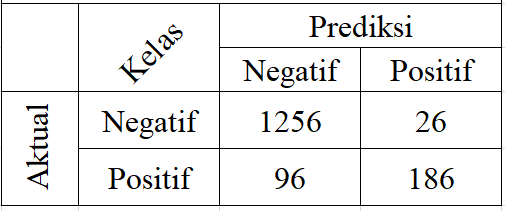 Kelas
Prediksi
Negatif Positif
Aktual
Negatif 1256 26
Positif 96 186